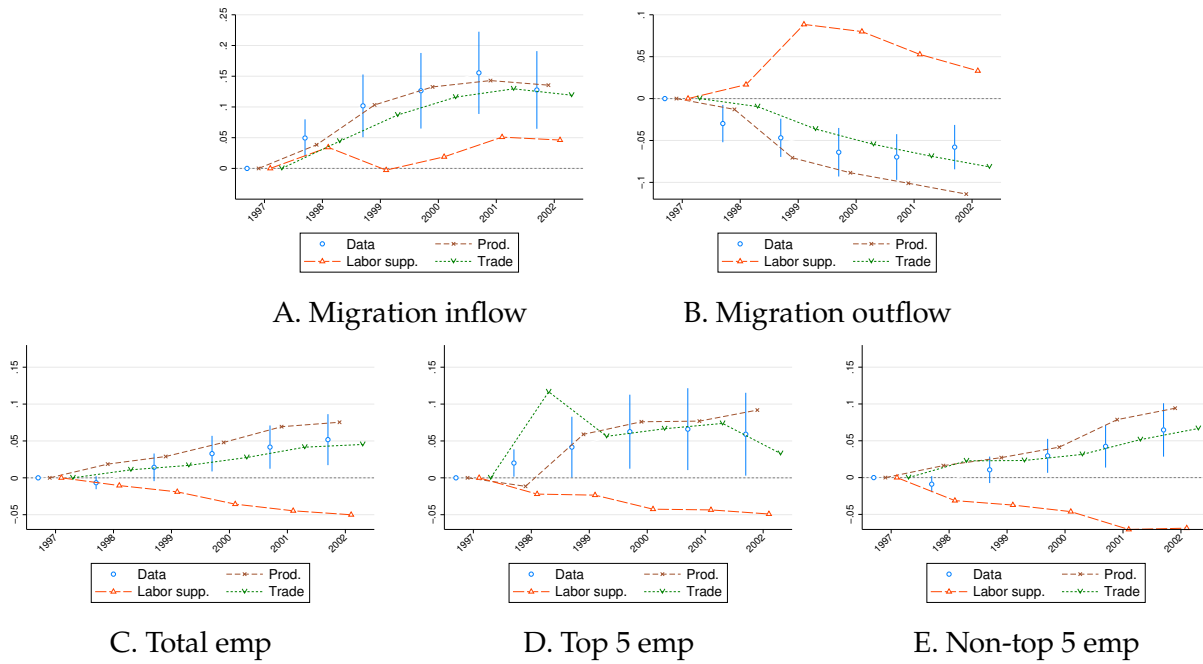 .25
.2
.15
.1
.05
0
1997
1998
1999
2000
2001
2002
Data
Prod.
Labor supp.
Trade
A. Migration inflow
.1
.05
0
-.05
-.1
1997
1998
1999
2000
2001
2002
Data
Prod.
Labor supp.
Trade
B. Migration outflow
.15
.1
.05
0
-.05
1997
1998
1999
2000
2001
2002
Data
Prod.
Labor supp.
Trade
C. Total emp
.15
.1
.05
0
-.05
1997
1998
1999
2000
2001
2002
Data
Prod.
Labor supp.
Trade
D. Top 5 emp
.15
.1
.05
0
-.05
1997
1998
1999
2000
2001
2002
Data
Prod.
Labor supp.
Trade
E. Non-top 5 emp